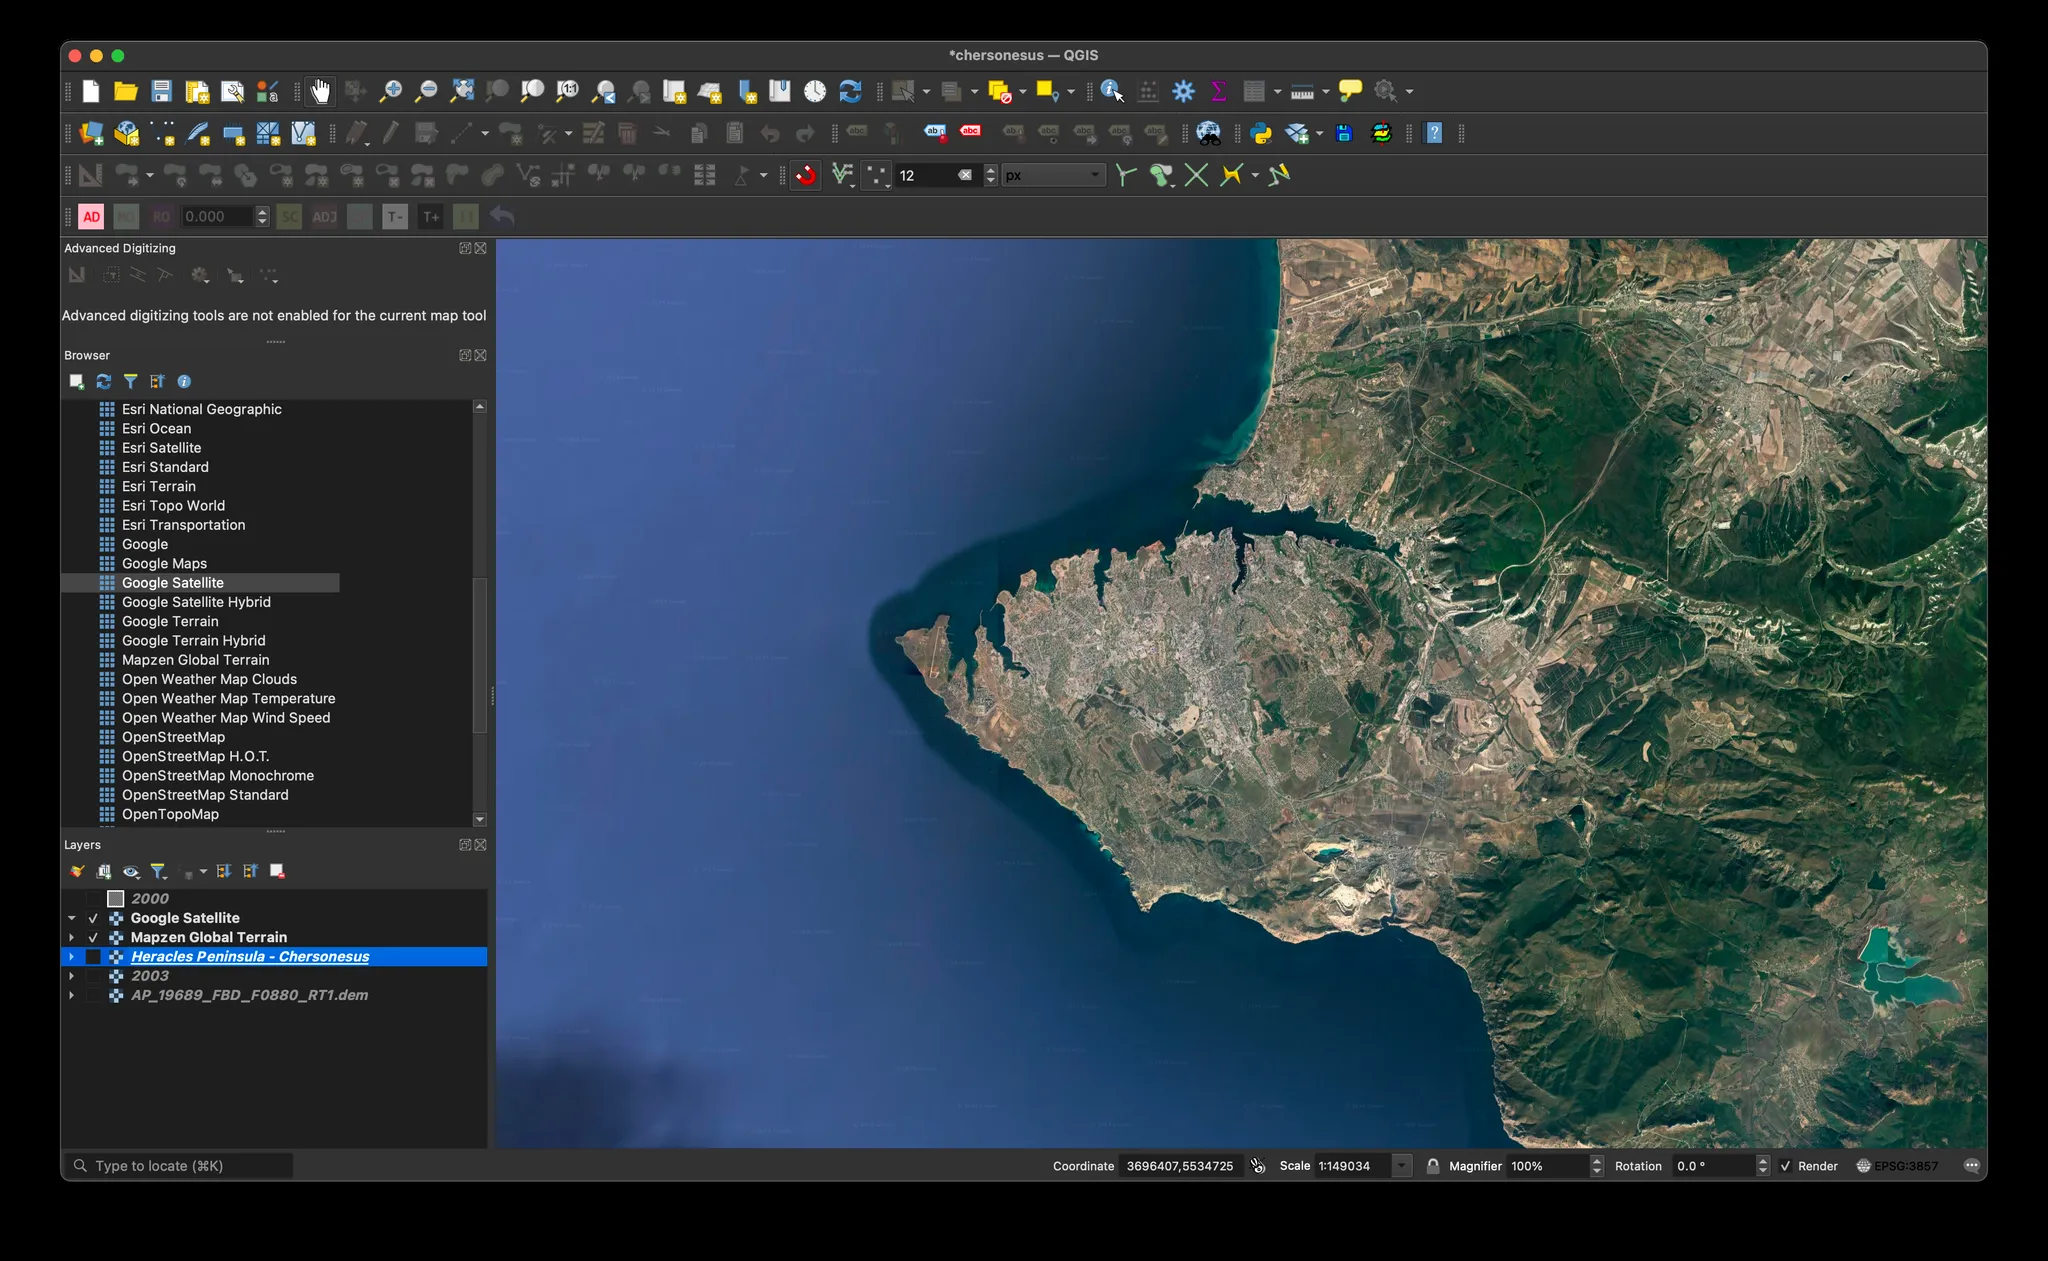 *chersonesus — QGIS
abc
abc
12
px
AD
RO
0.000
SC
ADJ
T-
T+
Advanced Digitizing
Advanced digitizing tools are not enabled for the current map tool
Browser
Esri National Geographic
Esri Ocean
Esri Satellite
Esri Standard
Esri Terrain
Esri Topo World
Esri Transportation
Google
Google Maps
Google Satellite
Google Satellite Hybrid
Google Terrain
Google Terrain Hybrid
Mapzen Global Terrain
Open Weather Map Clouds
Open Weather Map Temperature
Open Weather Map Wind Speed
OpenStreetMap
OpenStreetMap H.O.T.
OpenStreetMap Monochrome
OpenStreetMap Standard
OpenTopoMap
Layers
2000
Google Satellite
Mapzen Global Terrain
Heracles Peninsula - Chersonesus
2003
AP_19689_FBD_F0880_RT1.dem
Type to locate (⌘K)
Coordinate 3696407,5534725 Scale 1:149034 Magnifier 100% Rotation 0.0 ° Render EPSG:3857